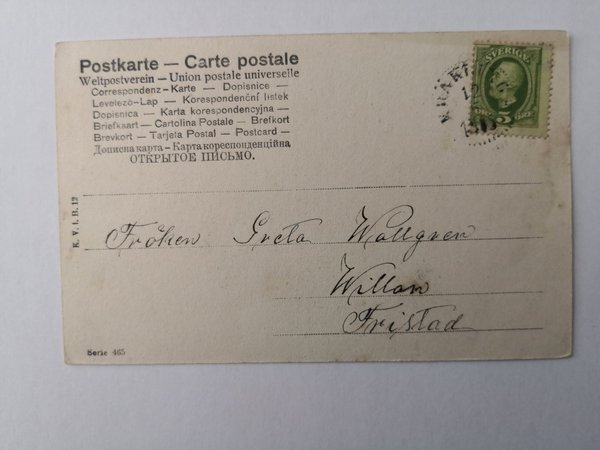 Postkarte — Carte postale
Weltpostverein — Union postale universelle
Correspondenz-Karte — Dopisnice —
Levelező-Lap — Korespondenční lístek
Dopisnica — Karta korespondencyjna —
Briefkaart — Cartolina Postale — Brefkort
Brevkort — Tarjeta Postal — Postcard —
Дописна карта — Карта кореспонденційна
ОТКРЫТОЕ ПИСЬМО.
SVERIGE
5
ÖRE
K. V. i. B. 12
Fröken Greta Wallgren
Willan
Fristad
Serie 465